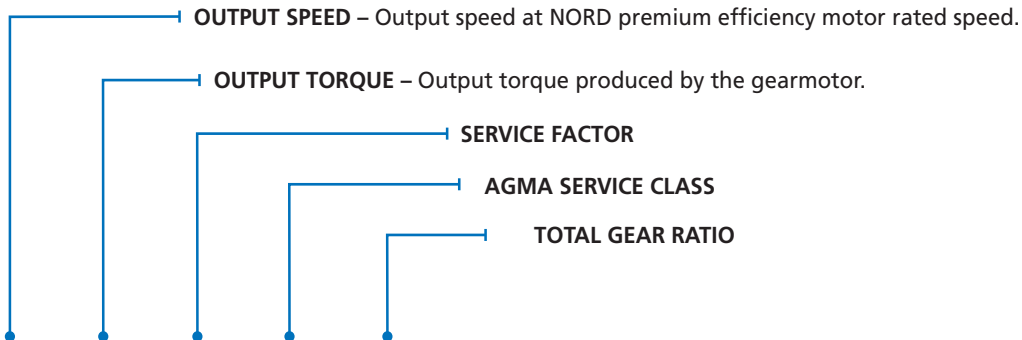 OUTPUT SPEED – Output speed at NORD premium efficiency motor rated speed.
OUTPUT TORQUE – Output torque produced by the gearmotor.
SERVICE FACTOR
AGMA SERVICE CLASS
TOTAL GEAR RATIO